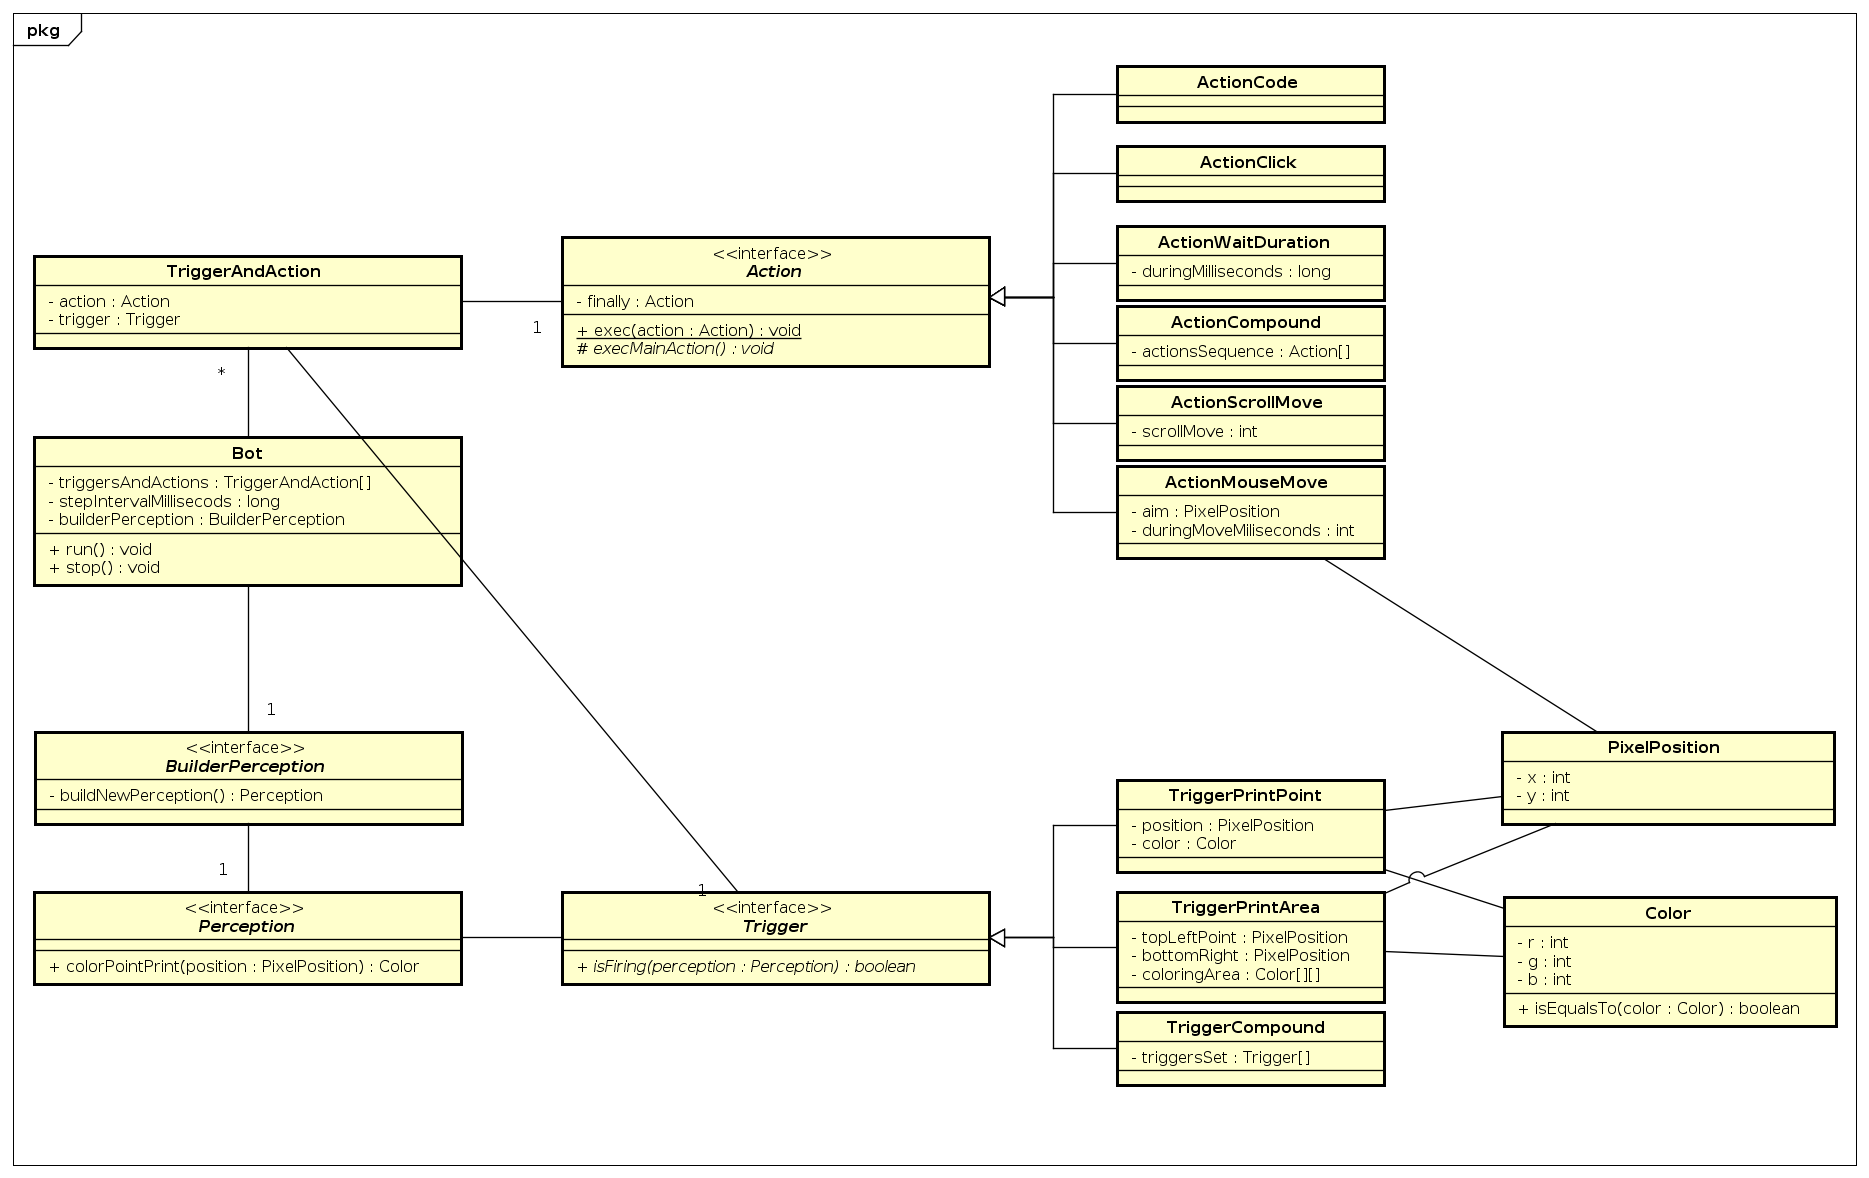 pkg
ActionCode
ActionClick
ActionWaitDuration
- duringMilliseconds : long
ActionCompound
- actionsSequence : Action[]
ActionScrollMove
- scrollMove : int
ActionMouseMove
- aim : PixelPosition
- duringMoveMiliseconds : int
<<interface>>
Action
- finally : Action
+ exec(action : Action) : void
# execMainAction() : void
TriggerAndAction
- action : Action
- trigger : Trigger
1
*
Bot
- triggersAndActions : TriggerAndAction[]
- stepIntervalMillisecods : long
- builderPerception : BuilderPerception
+ run() : void
+ stop() : void
1
<<interface>>
BuilderPerception
- buildNewPerception() : Perception
1
<<interface>>
Perception
+ colorPointPrint(position : PixelPosition) : Color
1
<<interface>>
Trigger
+ isFiring(perception : Perception) : boolean
TriggerPrintPoint
- position : PixelPosition
- color : Color
TriggerPrintArea
- topLeftPoint : PixelPosition
- bottomRight : PixelPosition
- coloringArea : Color[][]
TriggerCompound
- triggersSet : Trigger[]
PixelPosition
- x : int
- y : int
Color
- r : int
- g : int
- b : int
+ isEqualsTo(color : Color) : boolean